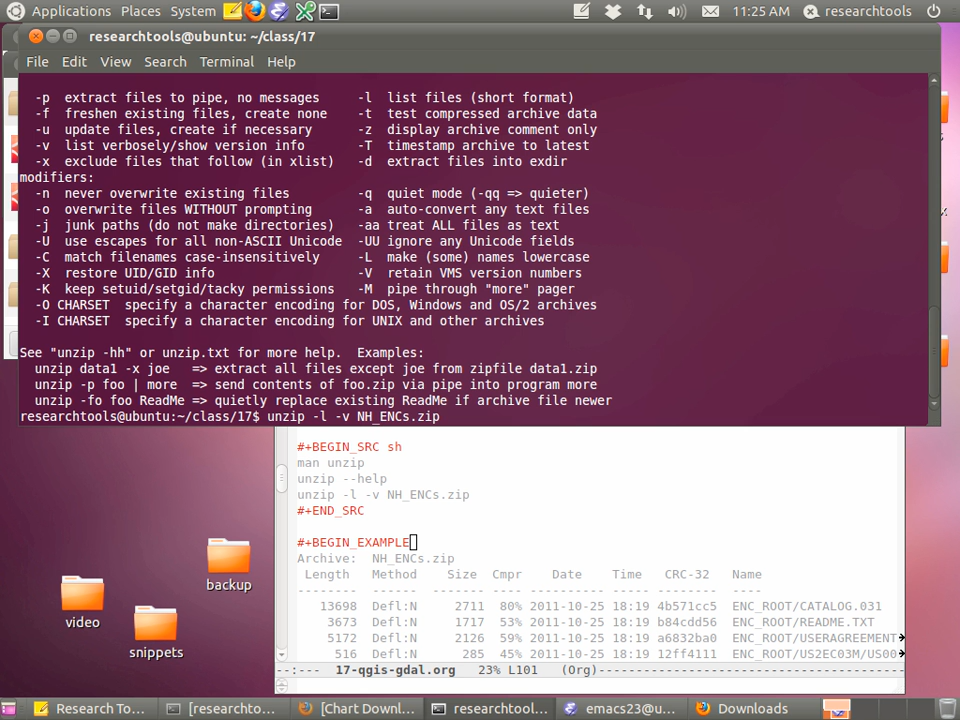 Applications Places System 11:25 AM researchtools
researchtools@ubuntu: ~/class/17
File Edit View Search Terminal Help
-p extract files to pipe, no messages -l list files (short format)
-f freshen existing files, create none -t test compressed archive data
-u update files, create if necessary -z display archive comment only
-v list verbosely/show version info -T timestamp archive to latest
-x exclude files that follow (in xlist) -d extract files into exdir
modifiers:
-n never overwrite existing files -q quiet mode (-qq => quieter)
-o overwrite files WITHOUT prompting -a auto-convert any text files
-j junk paths (do not make directories) -aa treat ALL files as text
-U use escapes for all non-ASCII Unicode -UU ignore any Unicode fields
-C match filenames case-insensitively -L make (some) names lowercase
-X restore UID/GID info -V retain VMS version numbers
-K keep setuid/setgid/tacky permissions -M pipe through "more" pager
-O CHARSET specify a character encoding for DOS, Windows and OS/2 archives
-I CHARSET specify a character encoding for UNIX and other archives
See "unzip -hh" or unzip.txt for more help. Examples:
unzip data1 -x joe => extract all files except joe from zipfile data1.zip
unzip -p foo | more => send contents of foo.zip via pipe into program more
unzip -fo foo ReadMe => quietly replace existing ReadMe if archive file newer
researchtools@ubuntu:~/class/17$ unzip -l -v NH_ENCs.zip
#+BEGIN_SRC sh
man unzip
unzip --help
unzip -l -v NH_ENCs.zip
#+END_SRC
#+BEGIN_EXAMPLE
Archive: NH_ENCs.zip
Length Method Size Cmpr Date Time CRC-32 Name
-------- ------ ------- ---- ---------- ----- -------- ----
13698 Defl:N 2711 80% 2011-10-25 18:19 4b571cc5 ENC_ROOT/CATALOG.031
3673 Defl:N 1717 53% 2011-10-25 18:19 b84cdd56 ENC_ROOT/README.TXT
5172 Defl:N 2126 59% 2011-10-25 18:19 a6832ba0 ENC_ROOT/USERAGREEMENT
516 Defl:N 285 45% 2011-10-25 18:19 12ff4111 ENC_ROOT/US2EC03M/US00
--:--- 17-qgis-gdal.org 23% L101 (Org)
backup
video
snippets
Research To... [researchto... [Chart Downl... researchtool... emacs23@u... Downloads